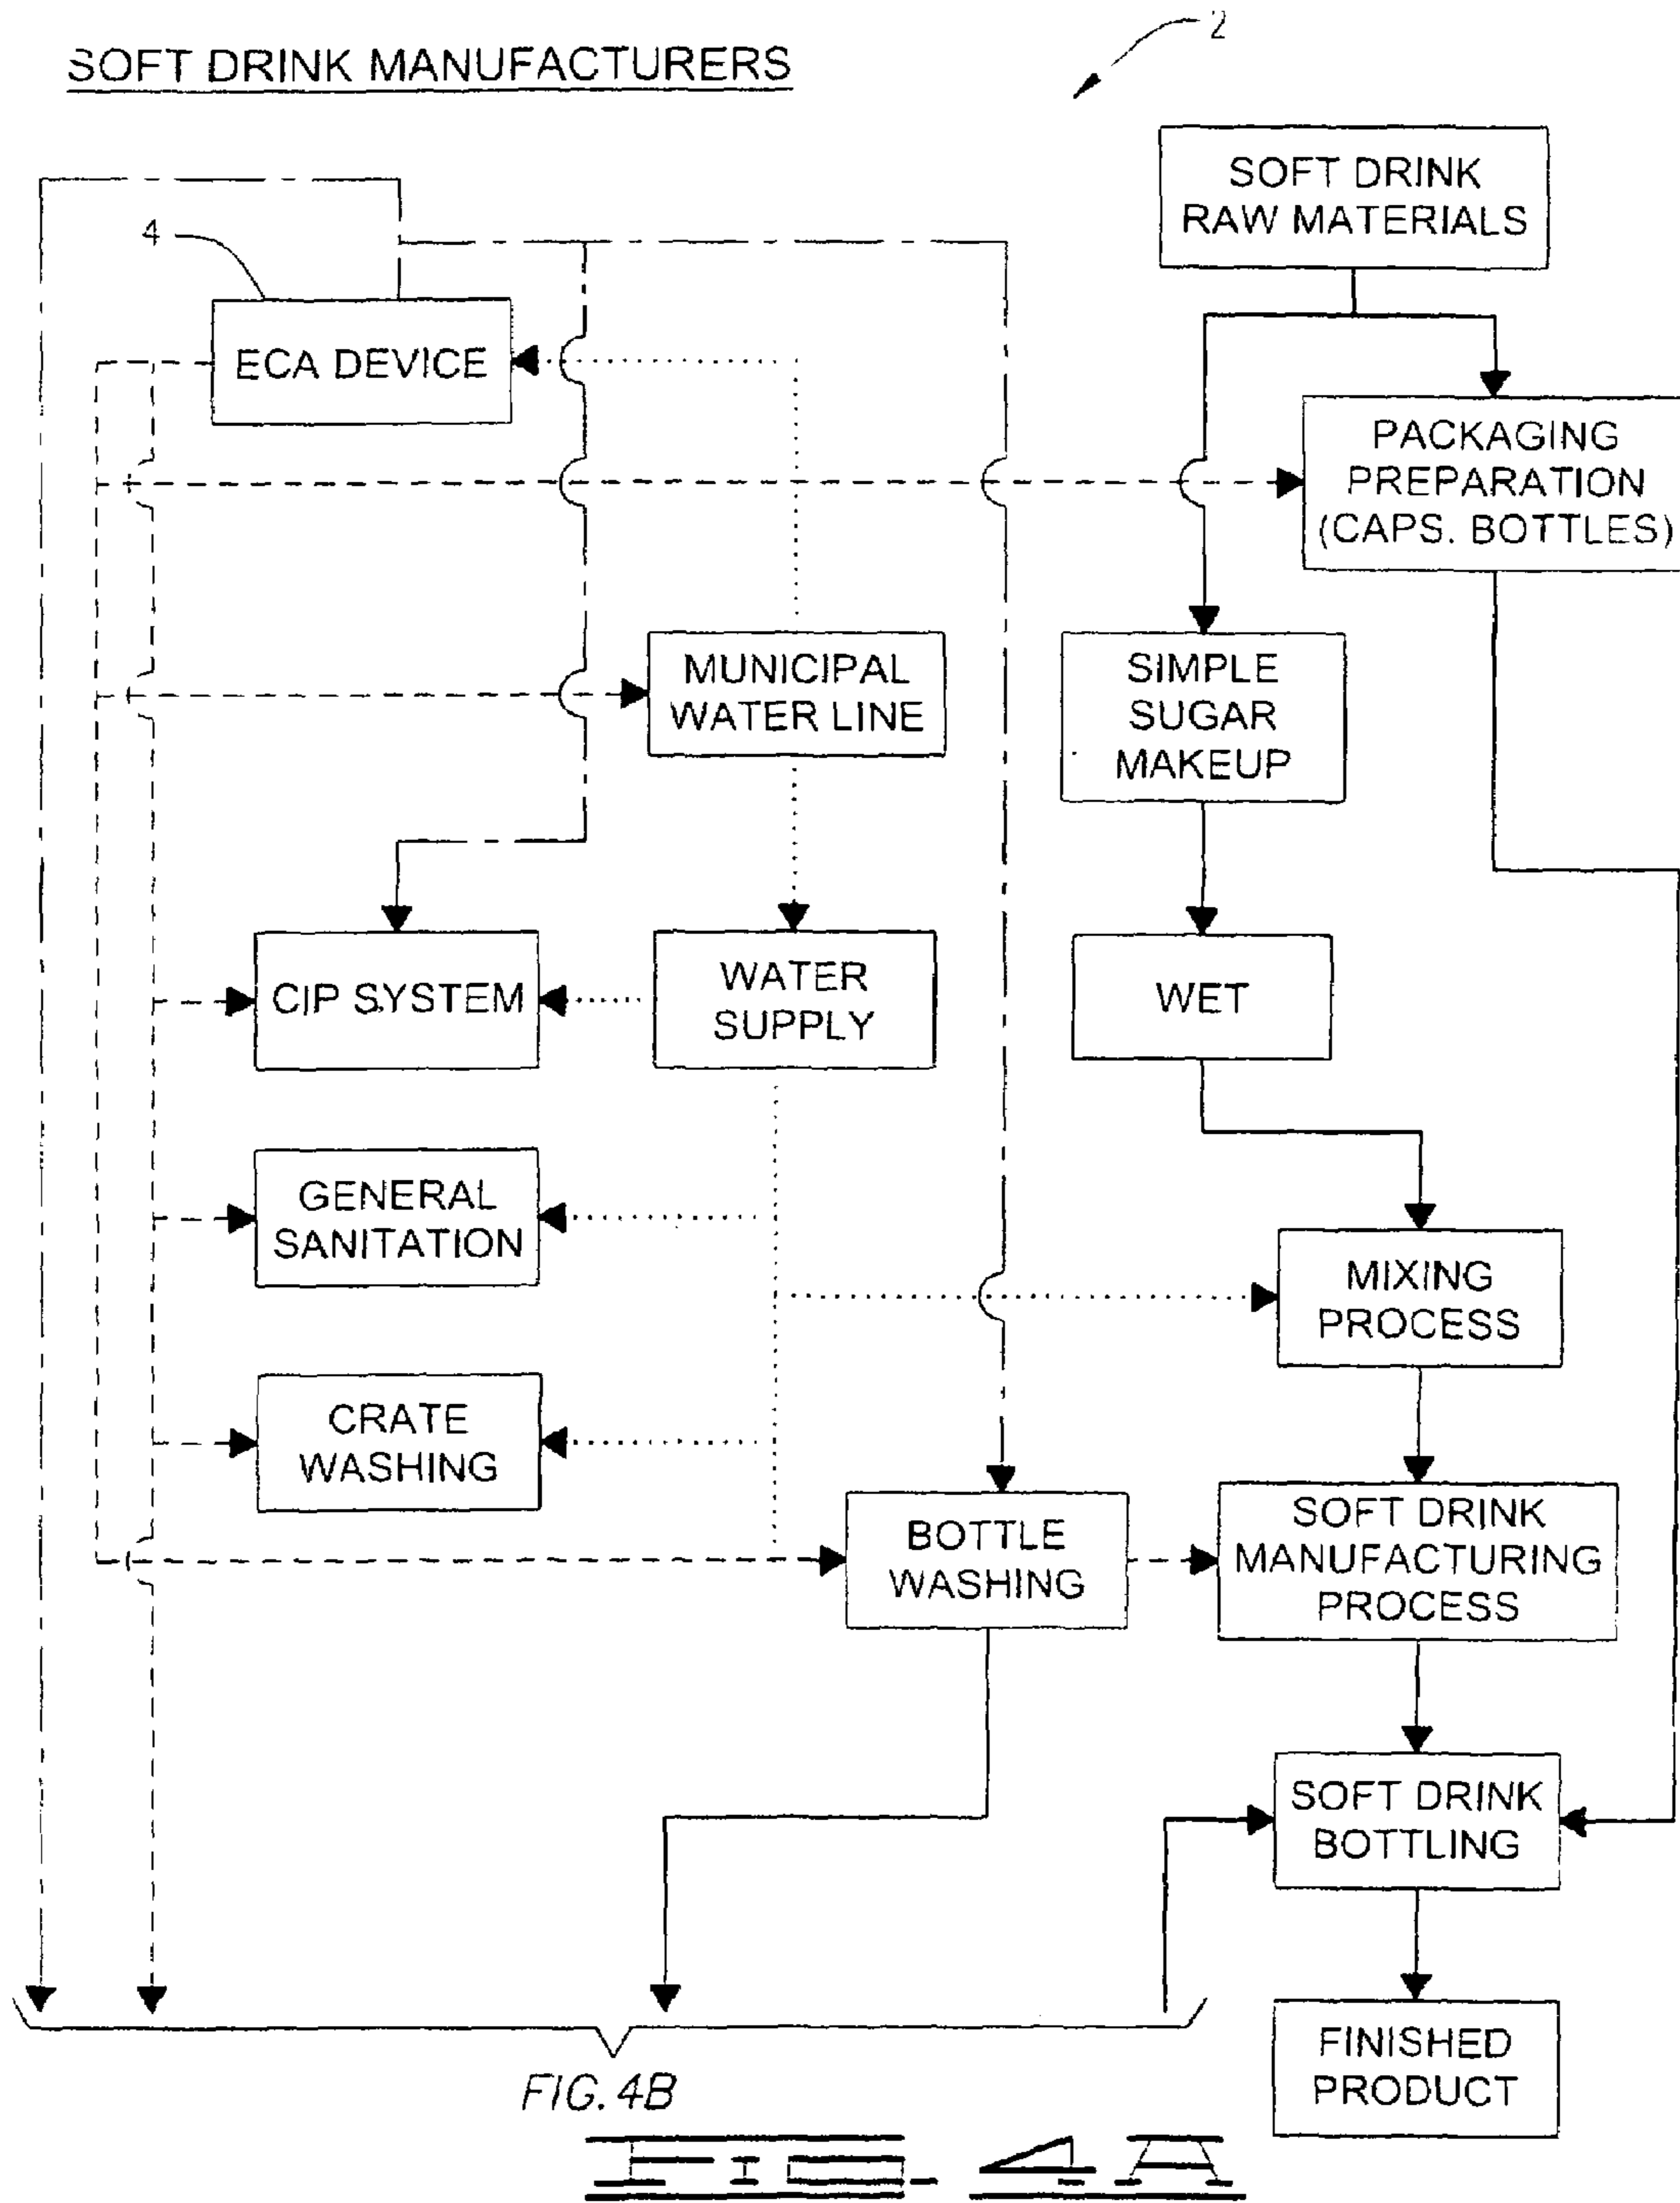 2
SOFT DRINK MANUFACTURERS
SOFT DRINK
RAW MATERIALS
4
ECA DEVICE
PACKAGING
PREPARATION
(CAPS. BOTTLES)
MUNICIPAL
WATER LINE
SIMPLE
SUGAR
MAKEUP
CIP SYSTEM
WATER
SUPPLY
WET
GENERAL
SANITATION
MIXING
PROCESS
CRATE
WASHING
BOTTLE
WASHING
SOFT DRINK
MANUFACTURING
PROCESS
SOFT DRINK
BOTTLING
FINISHED
PRODUCT
FIG. 4B
FIG. 4A